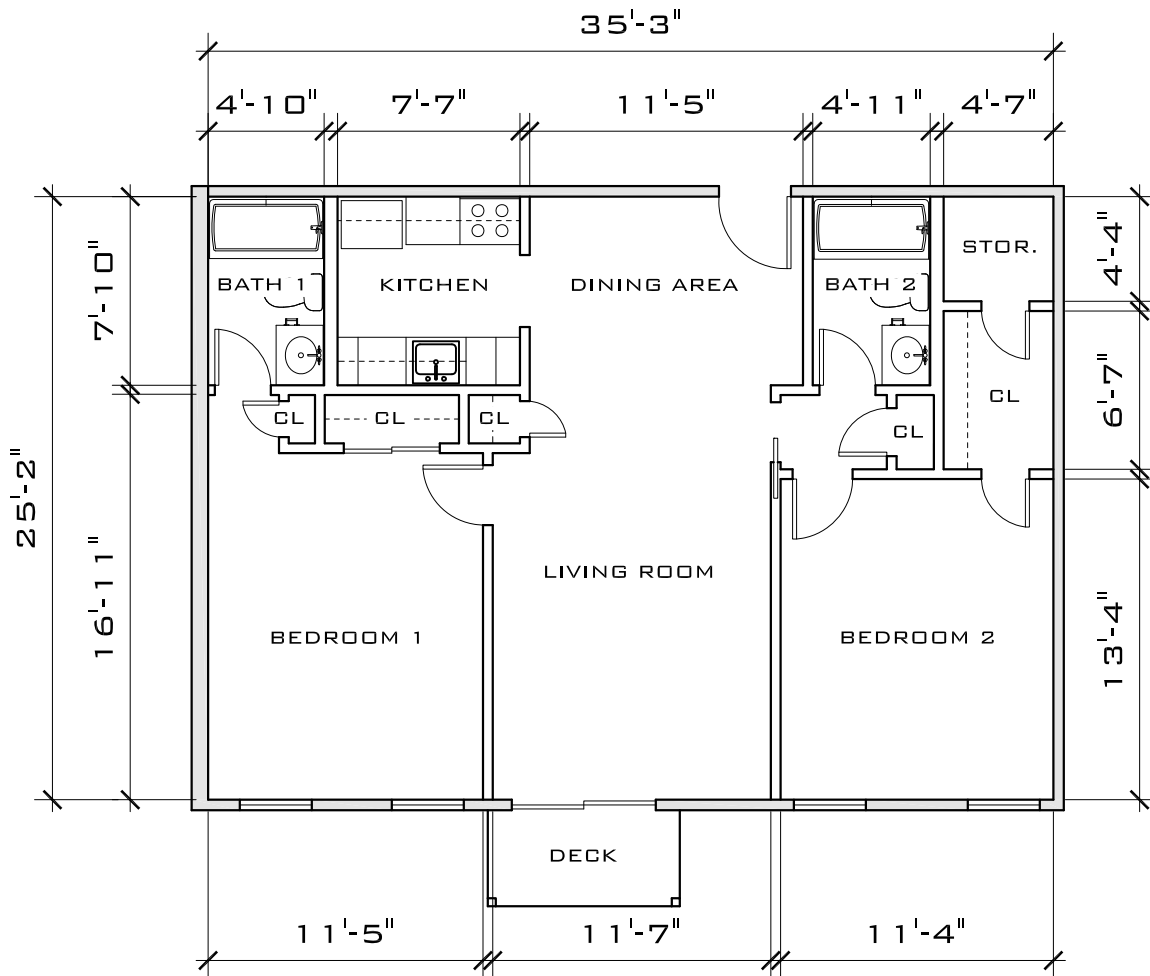 35'-3"
4'-10" 7'-7" 11'-5" 4'-11" 4'-7"
STOR.
BATH 1 KITCHEN DINING AREA BATH 2
4'-4"
7'-10"
CL
6'-7"
CL CL CL CL
25'-2"
LIVING ROOM
16'-11"
BEDROOM 1 BEDROOM 2
13'-4"
DECK
11'-5" 11'-7" 11'-4"